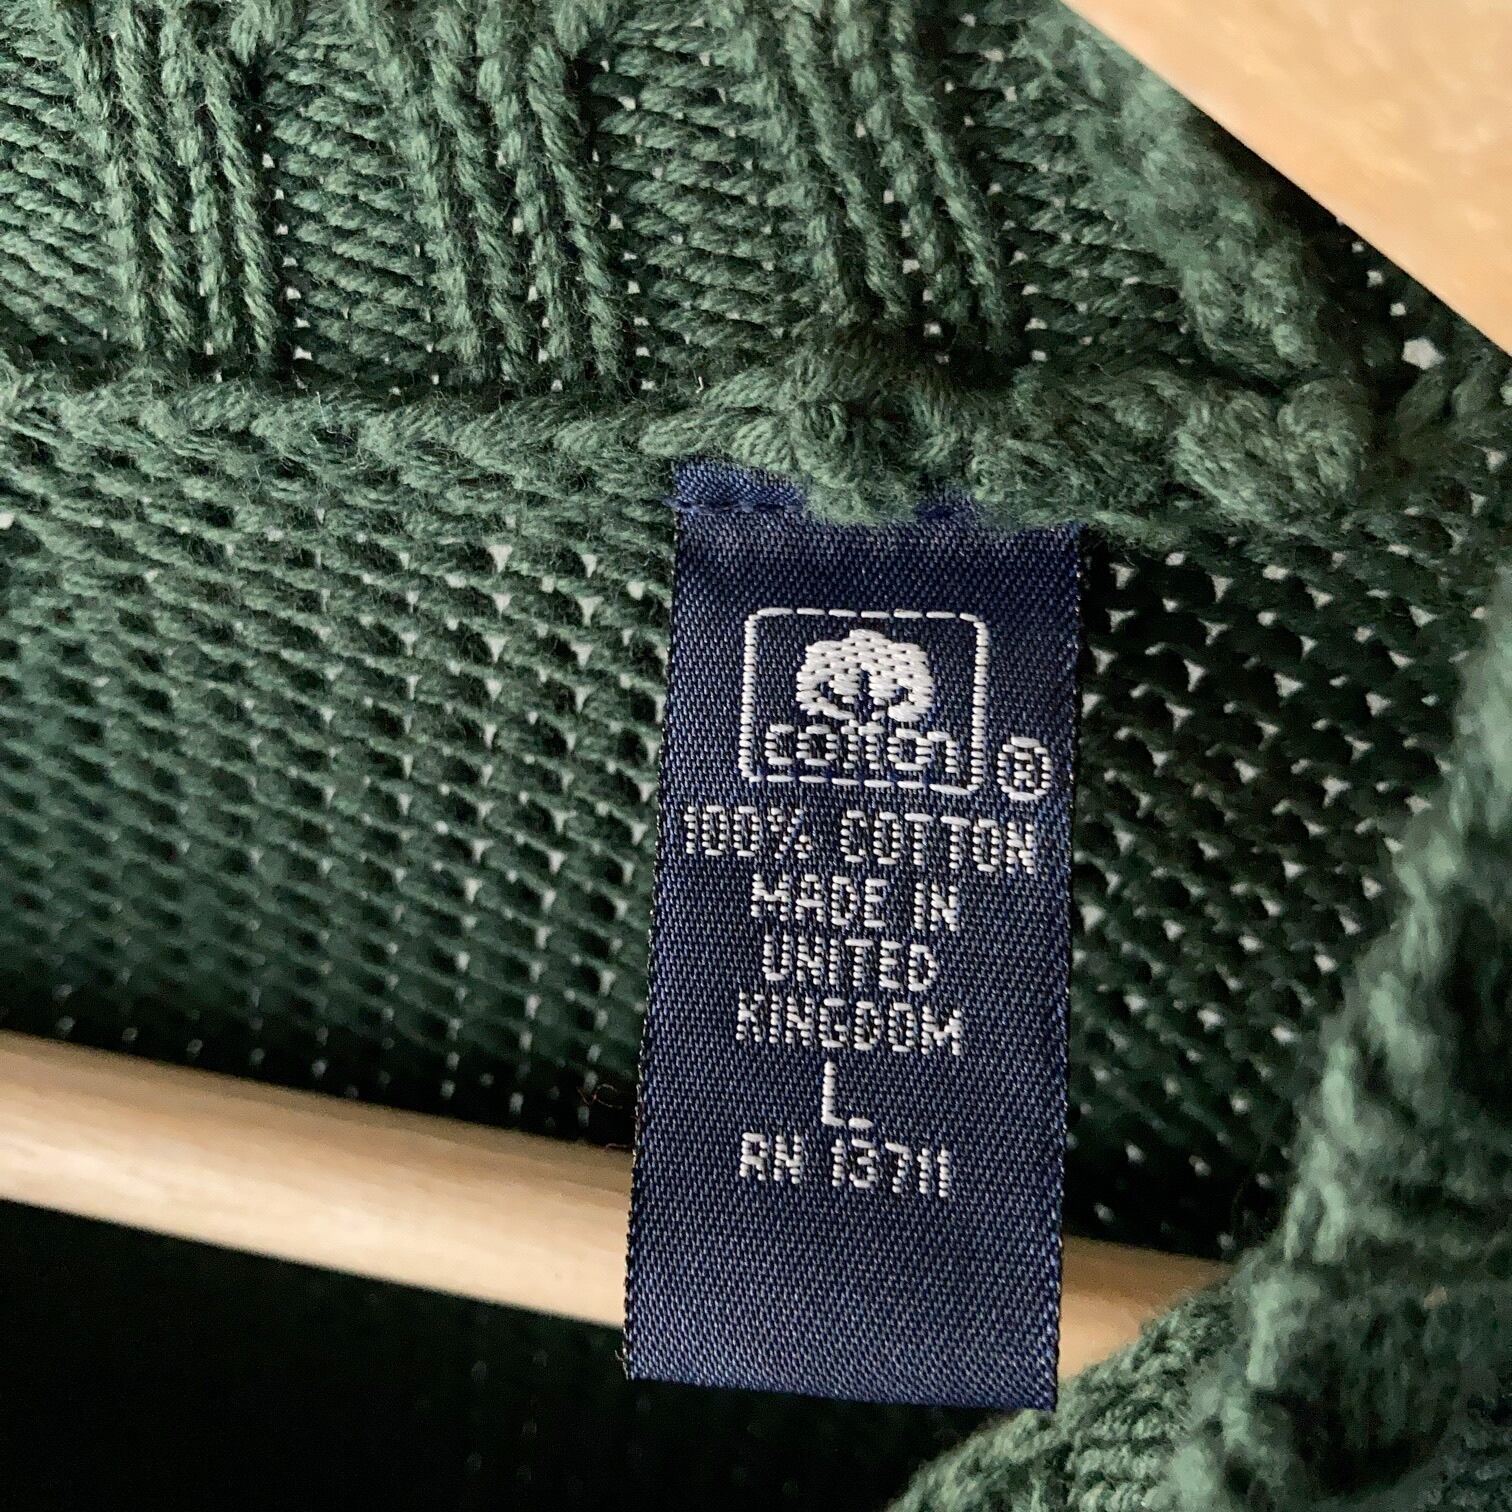 cotton ®
100% COTTON
MADE IN
UNITED
KINGDOM
L
RN 13711